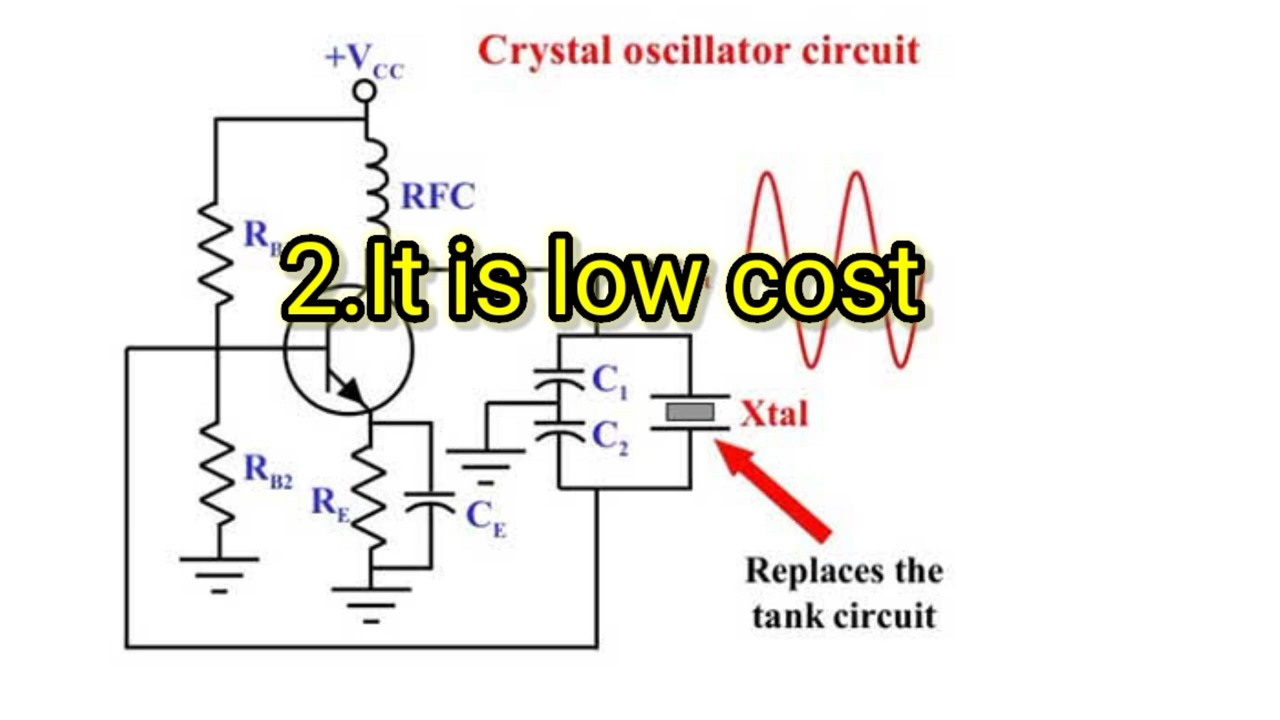 Crystal oscillator circuit
+VCC
RFC
RB
2.It is low cost
C1
Xtal
C2
RB2
RE
CE
Replaces the
tank circuit